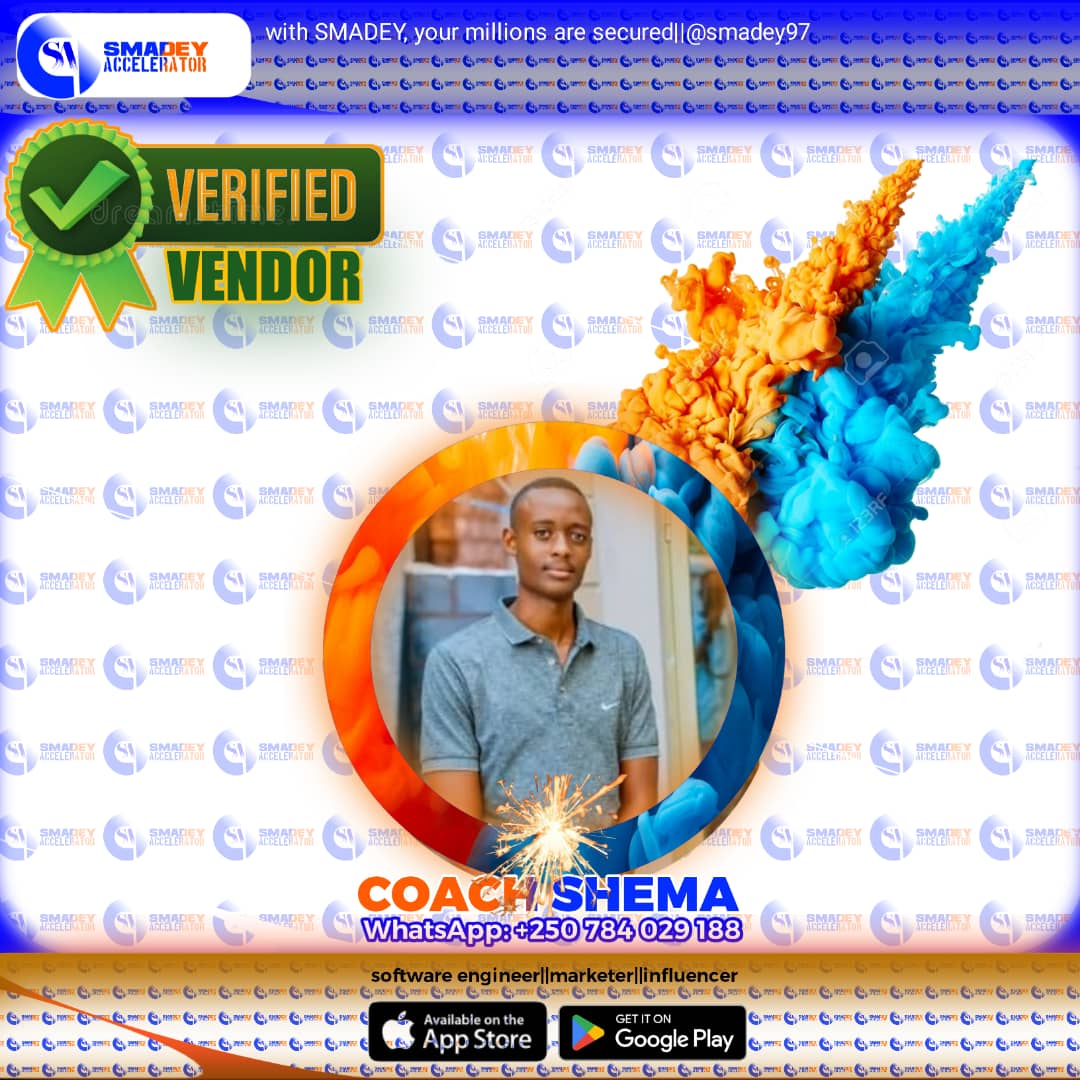 SMADEY
ACCELERATOR
with SMADEY, your millions are secured||@smadey97
VERIFIED
VENDOR
COACH SHEMA
WhatsApp: +250 784 029 188
software engineer||marketer||influencer
Available on the
App Store
GET IT ON
Google Play